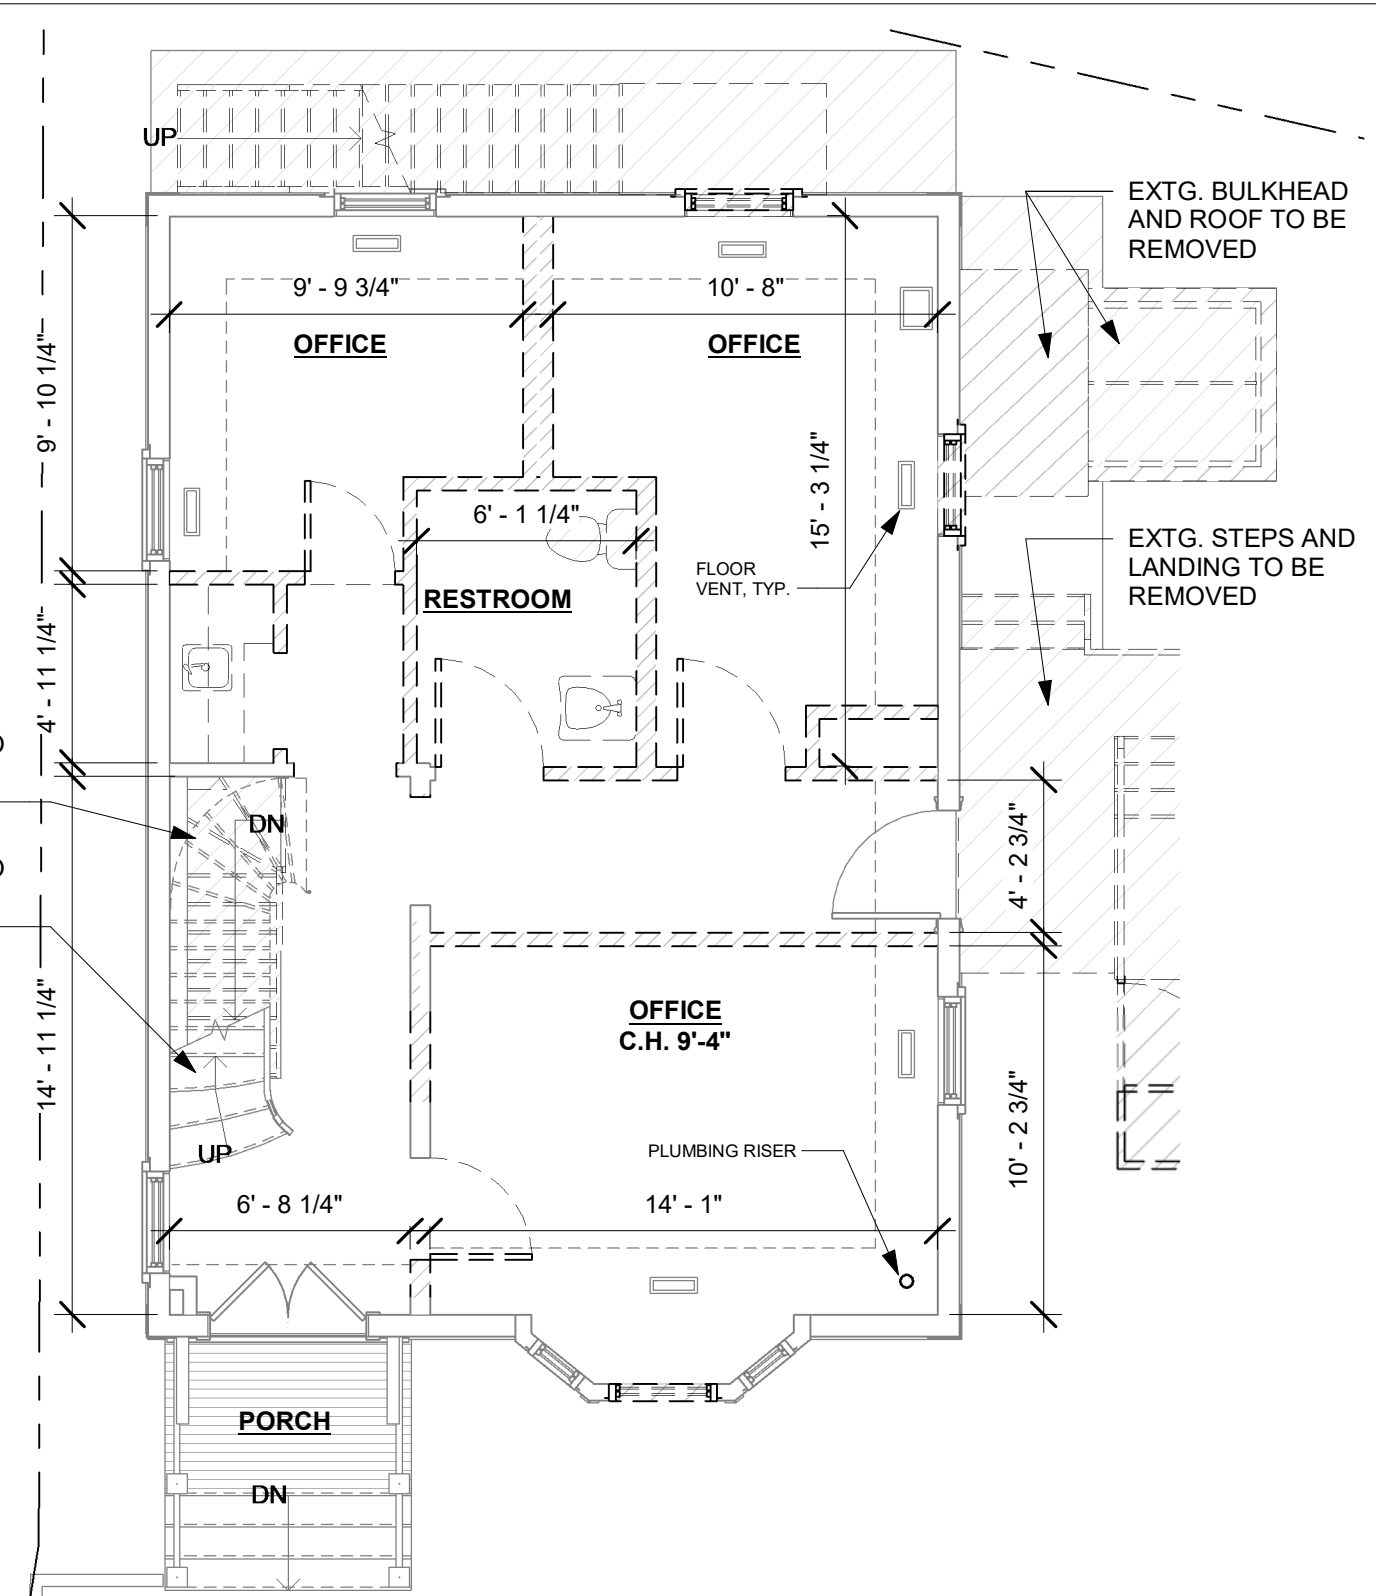 UP
EXTG. BULKHEAD
AND ROOF TO BE
REMOVED
9' - 9 3/4"
10' - 8"
OFFICE
OFFICE
9' - 10 1/4"
15' - 3 1/4"
6' - 1 1/4"
EXTG. STEPS AND
LANDING TO BE
REMOVED
FLOOR
VENT, TYP.
RESTROOM
4' - 11 1/4"
DN
4' - 2 3/4"
OFFICE
C.H. 9'-4"
14' - 11 1/4"
10' - 2 3/4"
UP
PLUMBING RISER
6' - 8 1/4"
14' - 1"
PORCH
DN